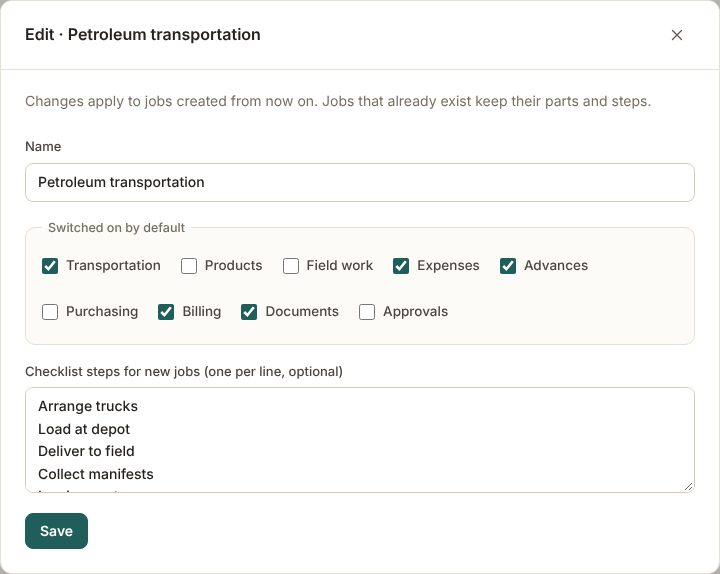 Edit · Petroleum transportation
Changes apply to jobs created from now on. Jobs that already exist keep their parts and steps.
Name
Petroleum transportation
Switched on by default
Transportation Products Field work Expenses Advances
Purchasing Billing Documents Approvals
Checklist steps for new jobs (one per line, optional)
Arrange trucks
Load at depot
Deliver to field
Collect manifests
Save